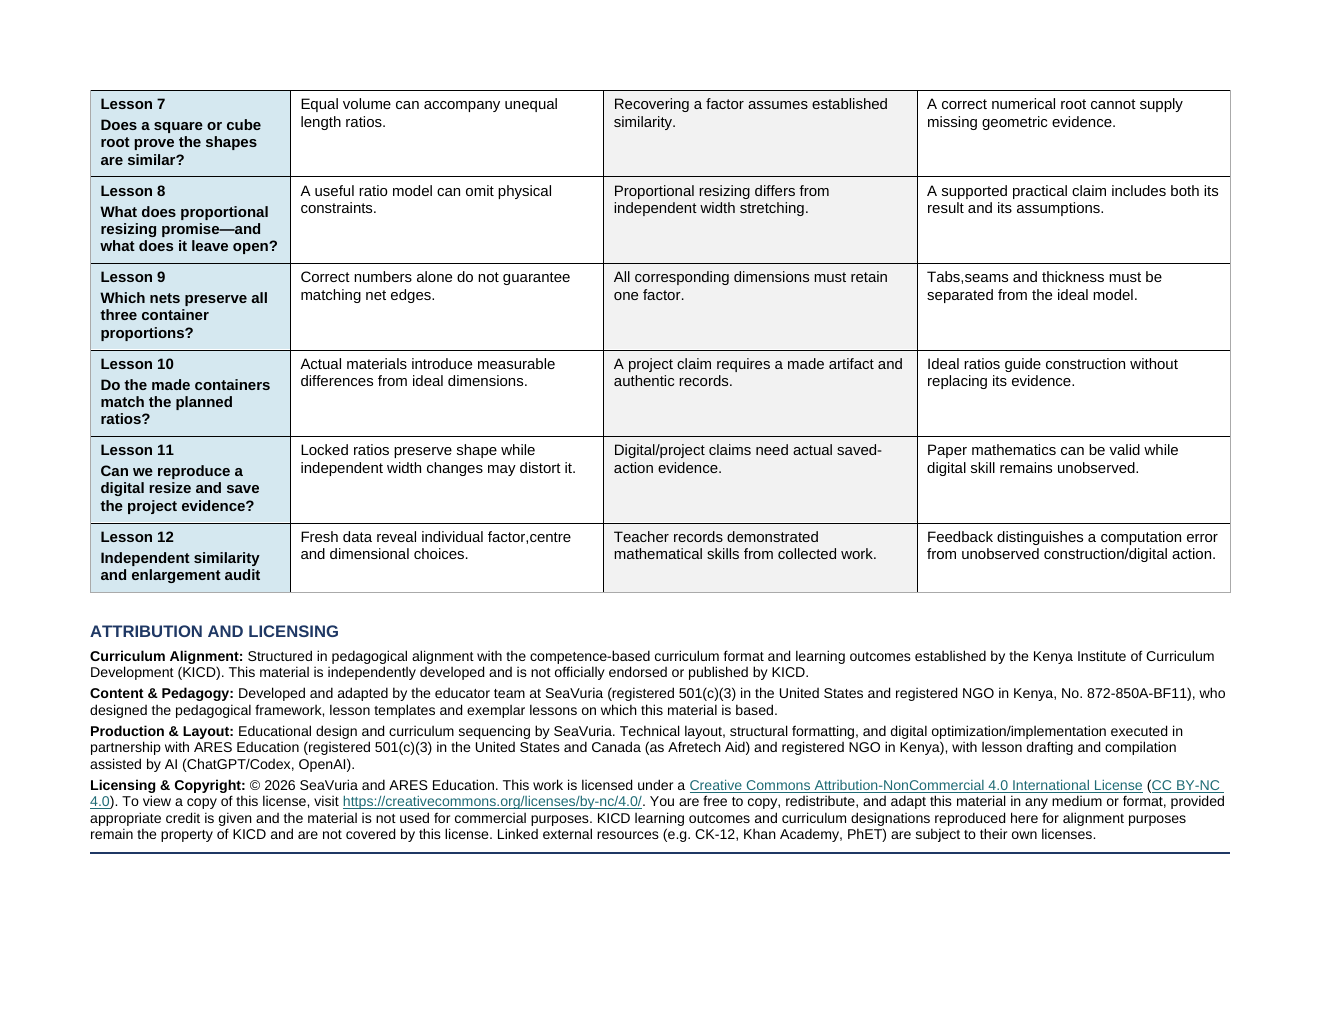 Lesson 7
Does a square or cube
root prove the shapes
are similar?
Equal volume can accompany unequal
length ratios.
Recovering a factor assumes established
similarity.
A correct numerical root cannot supply
missing geometric evidence.
Lesson 8
What does proportional
resizing promise—and
what does it leave open?
A useful ratio model can omit physical
constraints.
Proportional resizing differs from
independent width stretching.
A supported practical claim includes both its
result and its assumptions.
Lesson 9
Which nets preserve all
three container
proportions?
Correct numbers alone do not guarantee
matching net edges.
All corresponding dimensions must retain
one factor.
Tabs,seams and thickness must be
separated from the ideal model.
Lesson 10
Do the made containers
match the planned
ratios?
Actual materials introduce measurable
differences from ideal dimensions.
A project claim requires a made artifact and
authentic records.
Ideal ratios guide construction without
replacing its evidence.
Lesson 11
Can we reproduce a
digital resize and save
the project evidence?
Locked ratios preserve shape while
independent width changes may distort it.
Digital/project claims need actual saved-
action evidence.
Paper mathematics can be valid while
digital skill remains unobserved.
Lesson 12
Independent similarity
and enlargement audit
Fresh data reveal individual factor,centre
and dimensional choices.
Teacher records demonstrated
mathematical skills from collected work.
Feedback distinguishes a computation error
from unobserved construction/digital action.
ATTRIBUTION AND LICENSING
Curriculum Alignment: Structured in pedagogical alignment with the competence-based curriculum format and learning outcomes established by the Kenya Institute of Curriculum
Development (KICD). This material is independently developed and is not officially endorsed or published by KICD.
Content & Pedagogy: Developed and adapted by the educator team at SeaVuria (registered 501(c)(3) in the United States and registered NGO in Kenya, No. 872-850A-BF11), who
designed the pedagogical framework, lesson templates and exemplar lessons on which this material is based.
Production & Layout: Educational design and curriculum sequencing by SeaVuria. Technical layout, structural formatting, and digital optimization/implementation executed in
partnership with ARES Education (registered 501(c)(3) in the United States and Canada (as Afretech Aid) and registered NGO in Kenya), with lesson drafting and compilation
assisted by AI (ChatGPT/Codex, OpenAI).
Licensing & Copyright: © 2026 SeaVuria and ARES Education. This work is licensed under a Creative Commons Attribution-NonCommercial 4.0 International License (CC BY-NC
4.0). To view a copy of this license, visit https://creativecommons.org/licenses/by-nc/4.0/. You are free to copy, redistribute, and adapt this material in any medium or format, provided
appropriate credit is given and the material is not used for commercial purposes. KICD learning outcomes and curriculum designations reproduced here for alignment purposes
remain the property of KICD and are not covered by this license. Linked external resources (e.g. CK-12, Khan Academy, PhET) are subject to their own licenses.